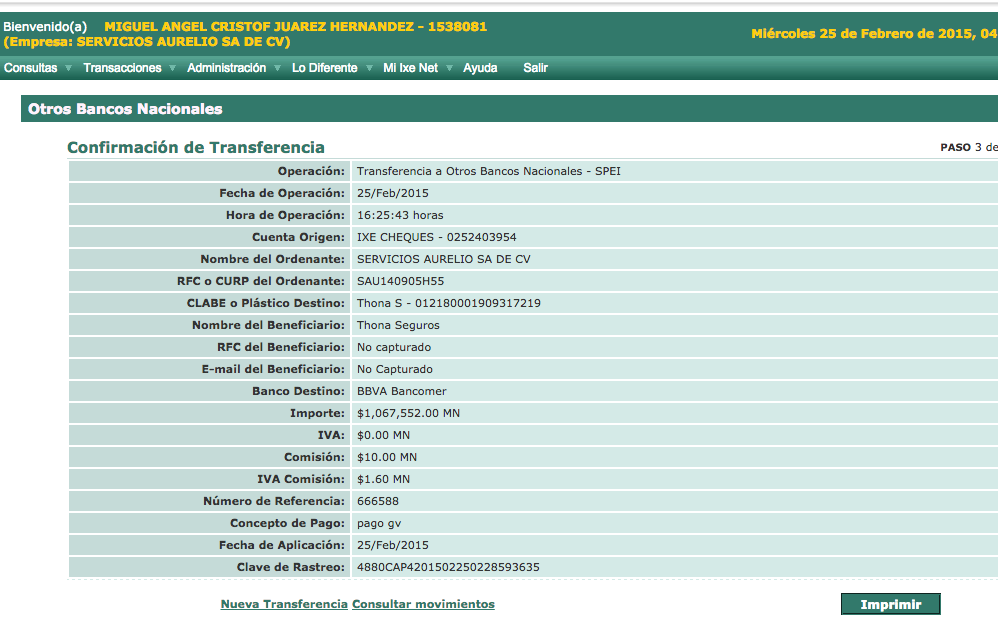 Bienvenido(a) MIGUEL ANGEL CRISTOF JUAREZ HERNANDEZ - 1538081
(Empresa: SERVICIOS AURELIO SA DE CV)
Miércoles 25 de Febrero de 2015, 04
Consultas Transacciones Administración Lo Diferente Mi Ixe Net Ayuda Salir
Otros Bancos Nacionales
Confirmación de Transferencia
PASO 3 de
Operación: Transferencia a Otros Bancos Nacionales - SPEI
Fecha de Operación: 25/Feb/2015
Hora de Operación: 16:25:43 horas
Cuenta Origen: IXE CHEQUES - 0252403954
Nombre del Ordenante: SERVICIOS AURELIO SA DE CV
RFC o CURP del Ordenante: SAU140905H55
CLABE o Plástico Destino: Thona S - 012180001909317219
Nombre del Beneficiario: Thona Seguros
RFC del Beneficiario: No capturado
E-mail del Beneficiario: No Capturado
Banco Destino: BBVA Bancomer
Importe: $1,067,552.00 MN
IVA: $0.00 MN
Comisión: $10.00 MN
IVA Comisión: $1.60 MN
Número de Referencia: 666588
Concepto de Pago: pago gv
Fecha de Aplicación: 25/Feb/2015
Clave de Rastreo: 4880CAP4201502250228593635
Nueva Transferencia Consultar movimientos
Imprimir